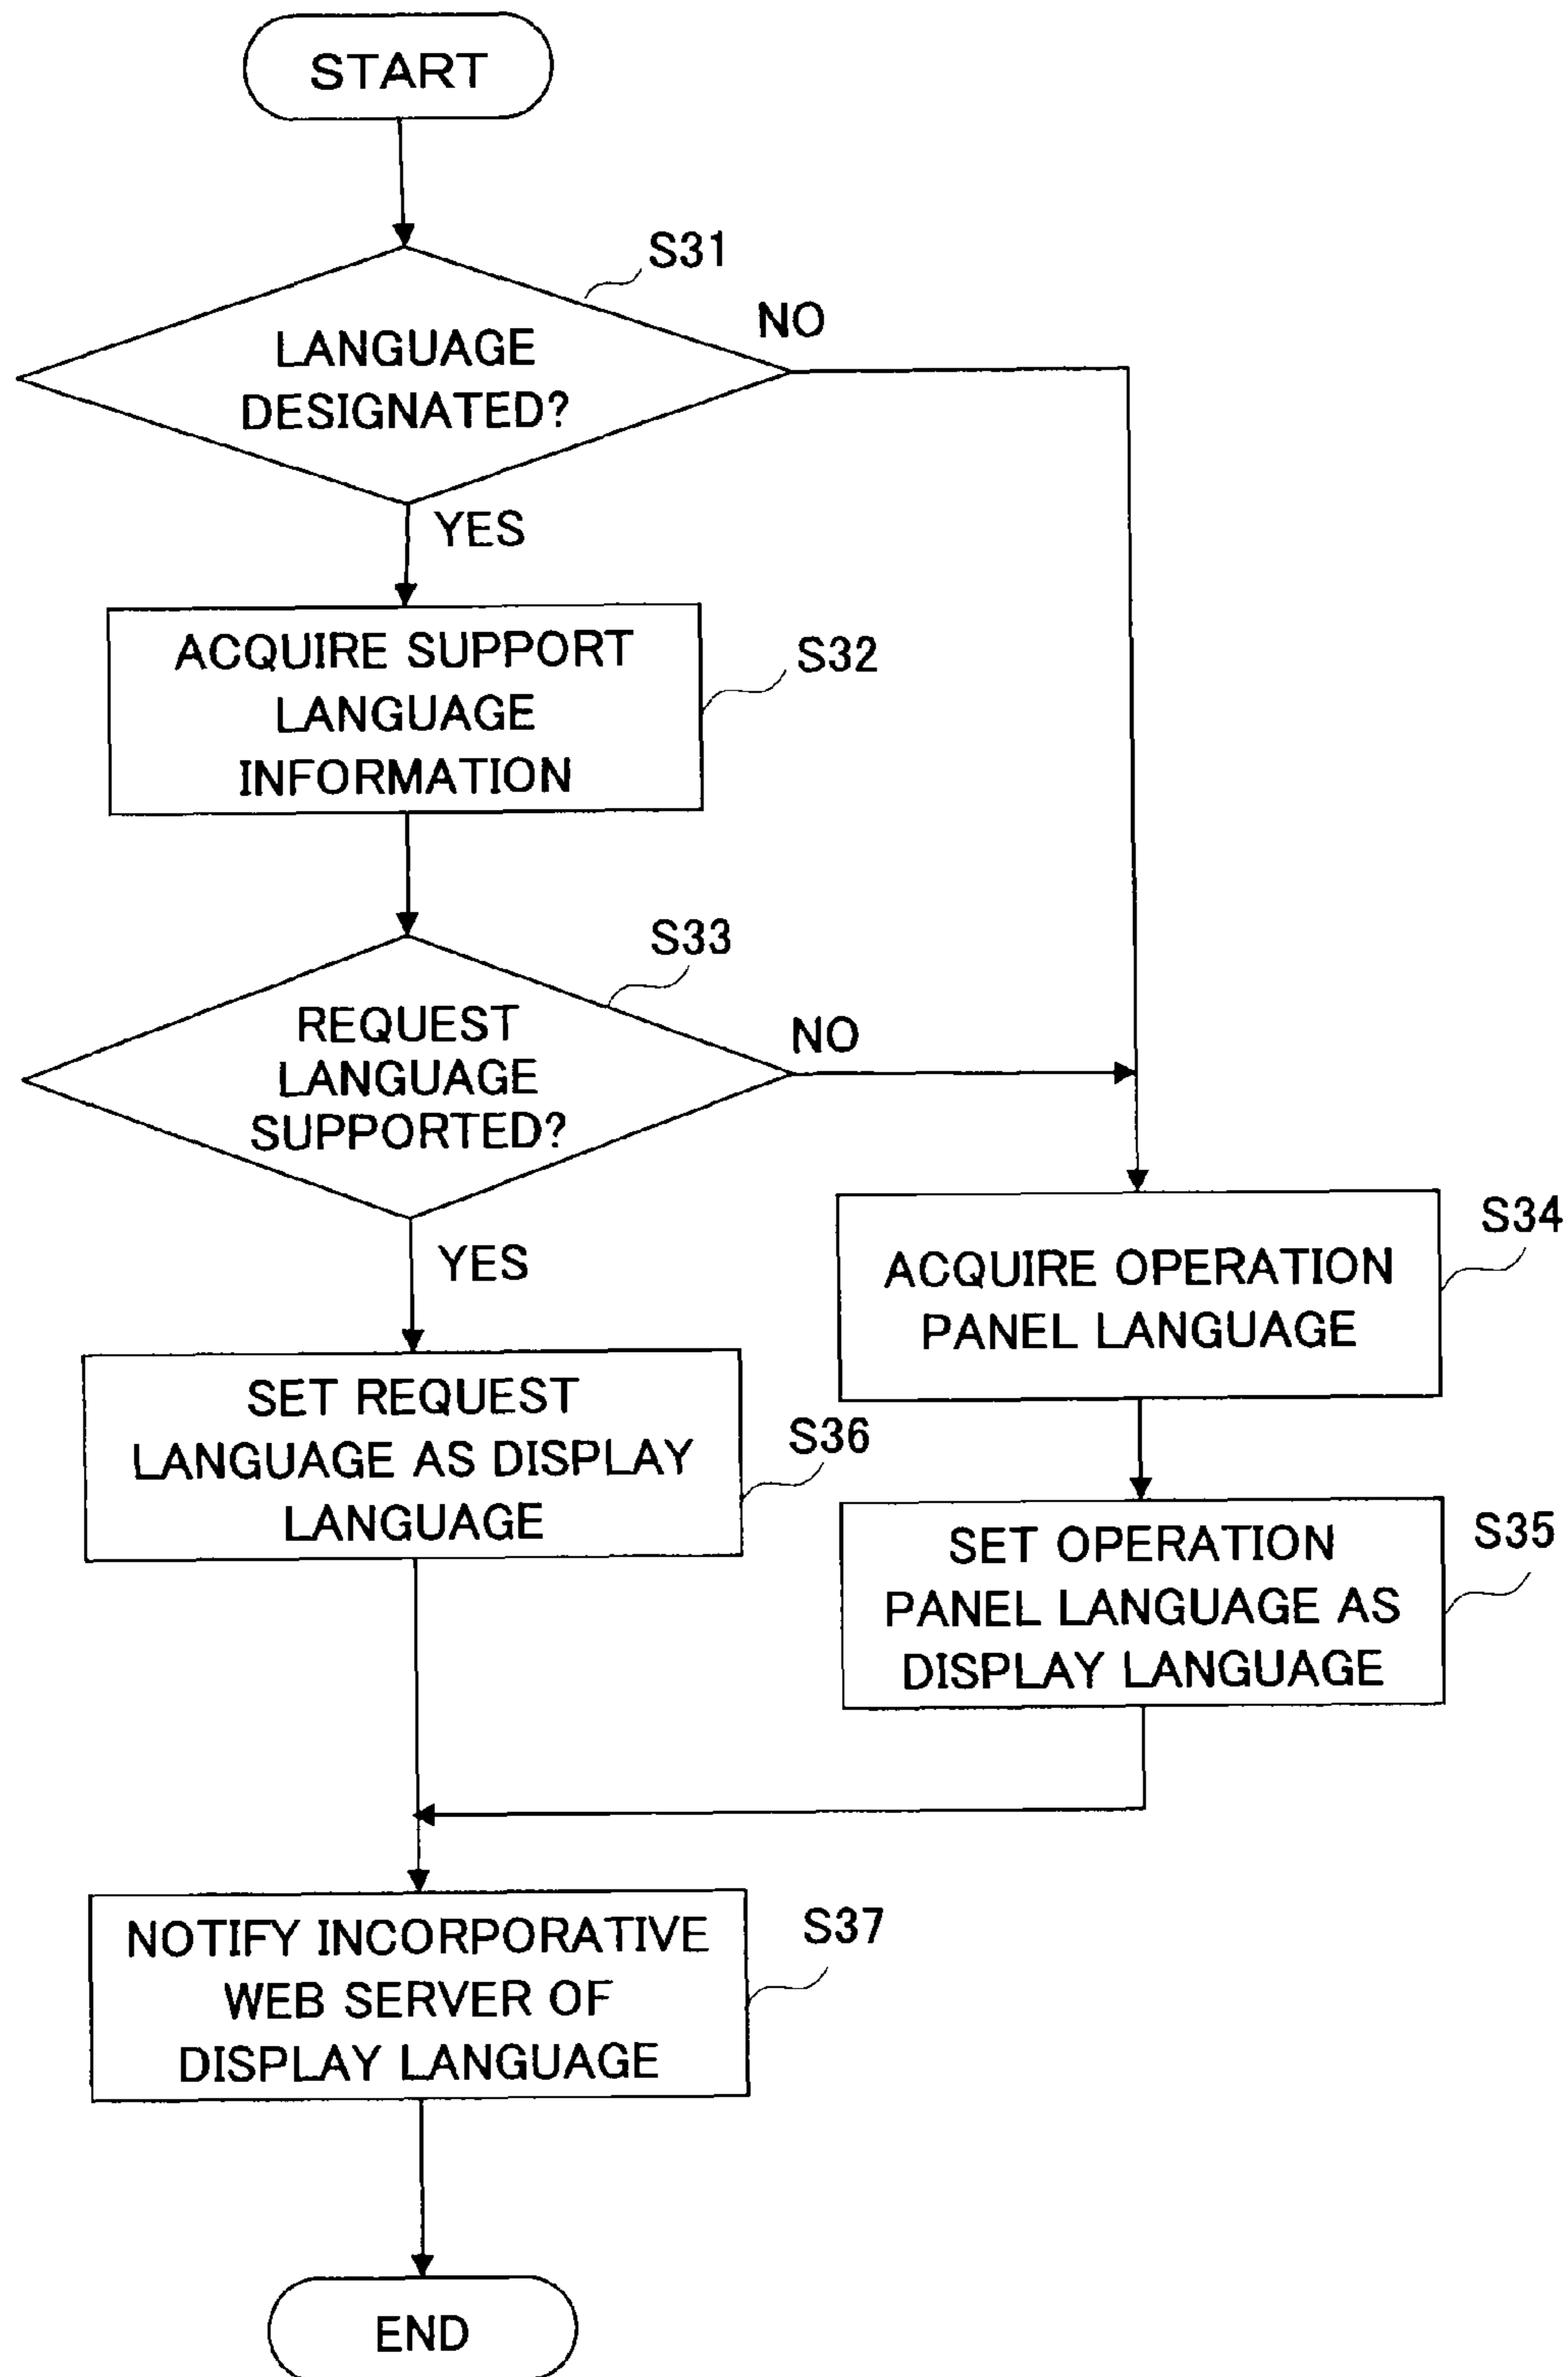 START
S31
NO
LANGUAGE
DESIGNATED?
YES
ACQUIRE SUPPORT
LANGUAGE
INFORMATION
S32
S33
REQUEST
LANGUAGE
SUPPORTED?
NO
YES
S34
ACQUIRE OPERATION
PANEL LANGUAGE
SET REQUEST
LANGUAGE AS DISPLAY
LANGUAGE
S36
SET OPERATION
PANEL LANGUAGE AS
DISPLAY LANGUAGE
S35
NOTIFY INCORPORATIVE
WEB SERVER OF
DISPLAY LANGUAGE
S37
END